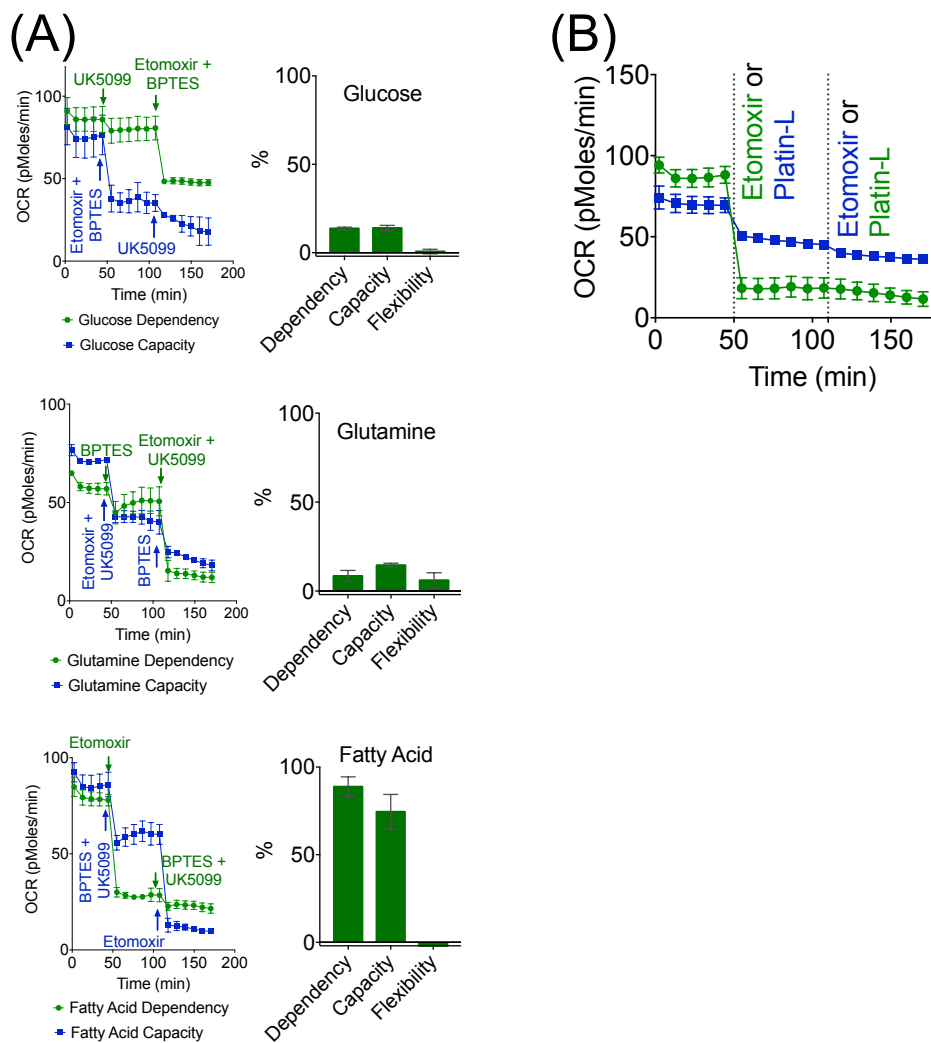 (A)
UK5099
Etomoxir +
BPTES
100
50
0
OCR (pMoles/min)
Etomoxir +
BPTES
UK5099
0 50 100 150 200
Time (min)
Glucose Dependency
Glucose Capacity
100
0
%
Glucose
Dependency
Capacity
Flexibility
(B)
150
100
50
0
OCR (pMoles/min)
Etomoxir or
Platin-L
Etomoxir or
Platin-L
0 50 100 150
Time (min)
BPTES
Etomoxir +
UK5099
100
50
0
OCR (pMoles/min)
Etomoxir +
UK5099
BPTES
0 50 100 150 200
Time (min)
Glutamine Dependency
Glutamine Capacity
100
0
%
Glutamine
Dependency
Capacity
Flexibility
Etomoxir
100
50
0
OCR (pMoles/min)
BPTES +
UK5099
BPTES +
UK5099
Etomoxir
0 50 100 150 200
Time (min)
Fatty Acid Dependency
Fatty Acid Capacity
Fatty Acid
100
50
0
%
Dependency
Capacity
Flexibility